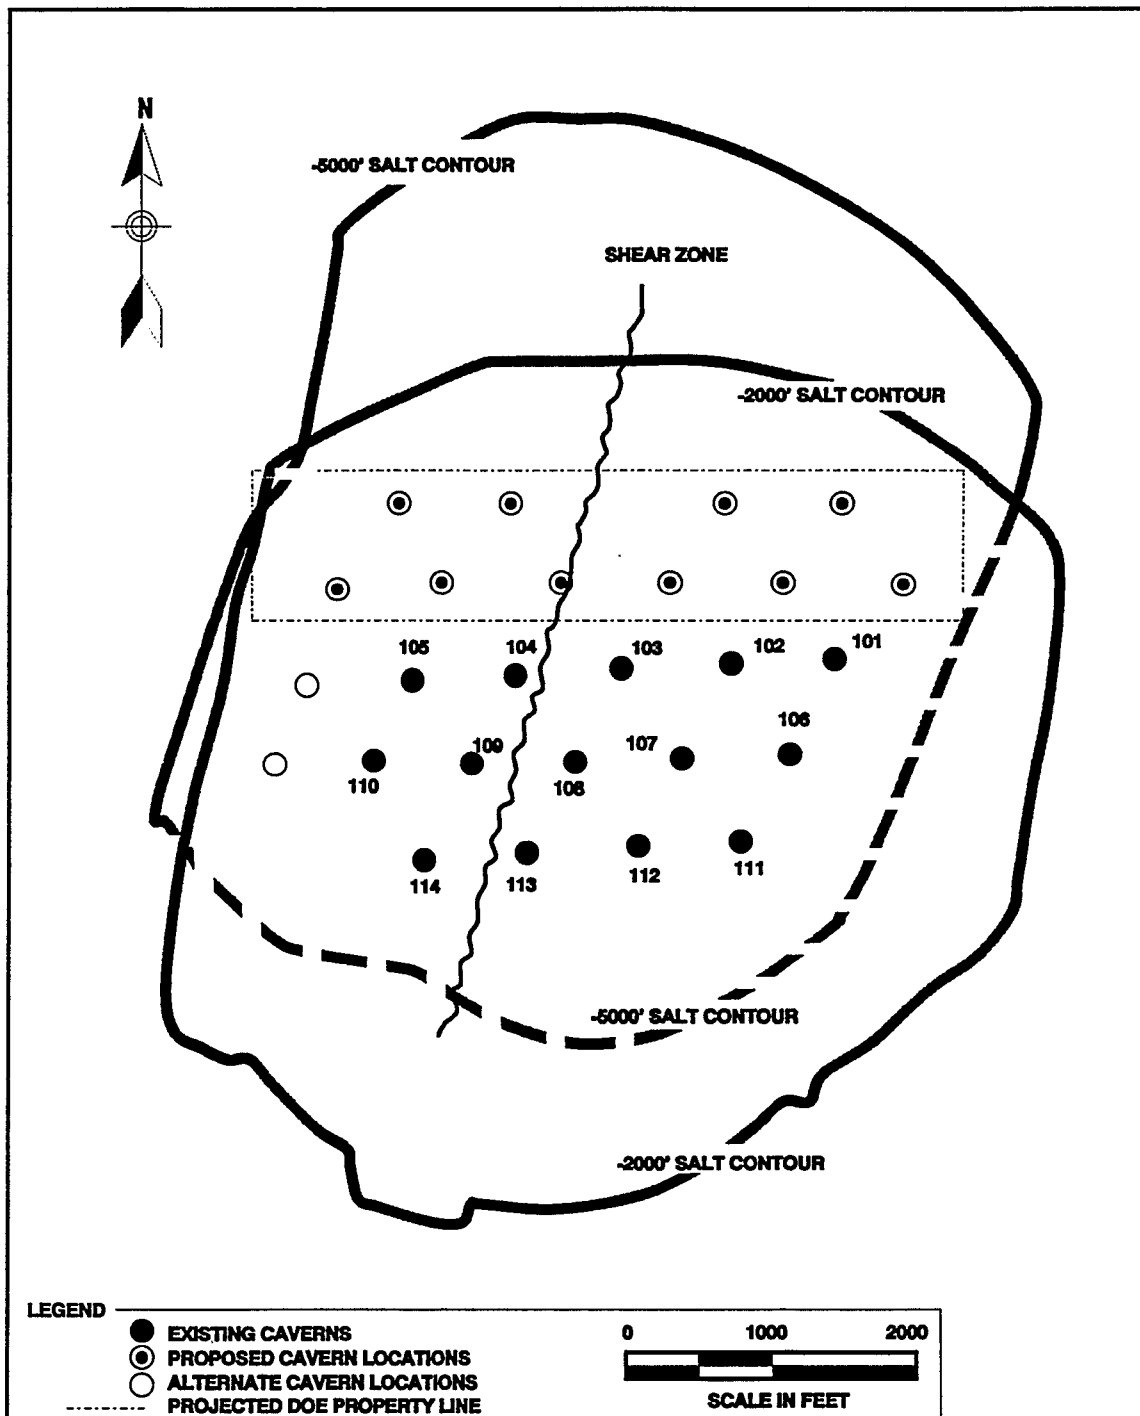 N
-5000' SALT CONTOUR
SHEAR ZONE
-2000' SALT CONTOUR
105
104
103
102
101
106
109
107
110
108
114
113
112
111
-5000' SALT CONTOUR
-2000' SALT CONTOUR
LEGEND
EXISTING CAVERNS
PROPOSED CAVERN LOCATIONS
ALTERNATE CAVERN LOCATIONS
PROJECTED DOE PROPERTY LINE
0 1000 2000
SCALE IN FEET